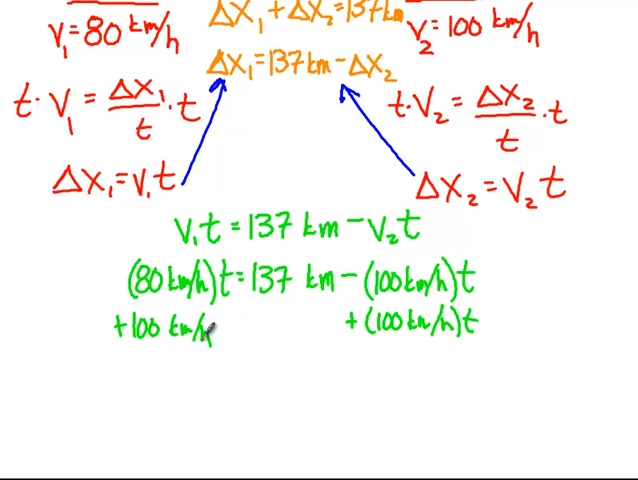 Δx₁ + Δx₂ = 137 km
v₁ = 80 km/h
v₂ = 100 km/h
Δx₁ = 137 km - Δx₂
t · v₁ = Δx₁/t · t
t · v₂ = Δx₂/t · t
Δx₁ = v₁t
Δx₂ = v₂t
v₁t = 137 km - v₂t
(80 km/h)t = 137 km - (100 km/h)t
+100 km/h
+(100 km/h)t